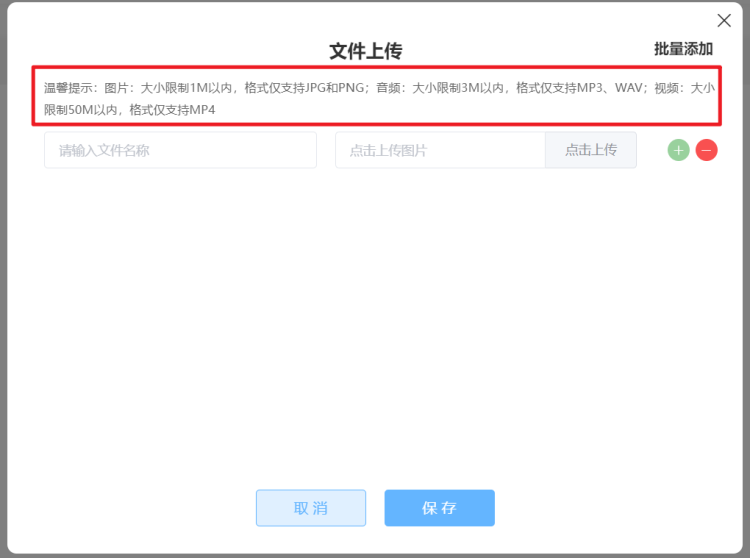 文件上传
批量添加
温馨提示：图片：大小限制1M以内，格式仅支持JPG和PNG；音频：大小限制3M以内，格式仅支持MP3、WAV；视频：大小
限制50M以内，格式仅支持MP4
请输入文件名称
点击上传图片
点击上传
取消
保存